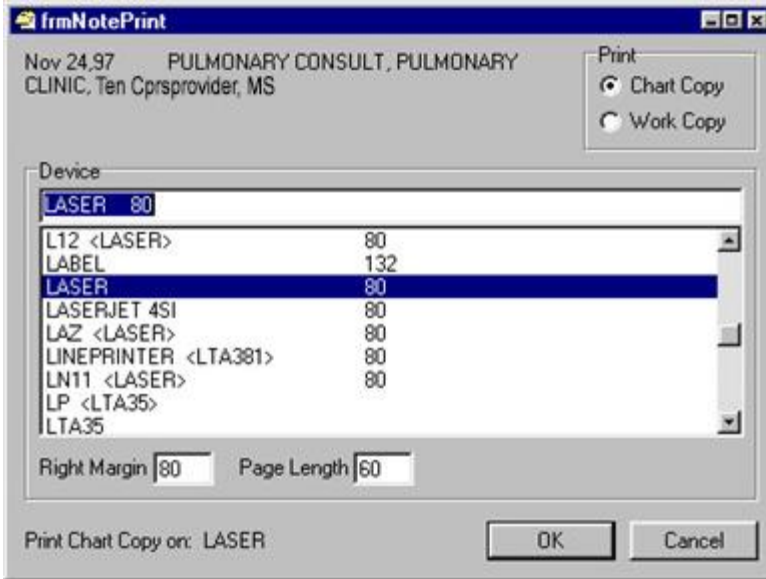 frmNotePrint
Nov 24,97 PULMONARY CONSULT, PULMONARY
CLINIC, Ten Cprsprovider, MS
Print
Chart Copy
Work Copy
Device
LASER 80
L12 <LASER> 80
LABEL 132
LASER 80
LASERJET 4SI 80
LAZ <LASER> 80
LINEPRINTER <LTA381> 80
LN11 <LASER> 80
LP <LTA35>
LTA35
Right Margin 80 Page Length 60
Print Chart Copy on: LASER
OK
Cancel